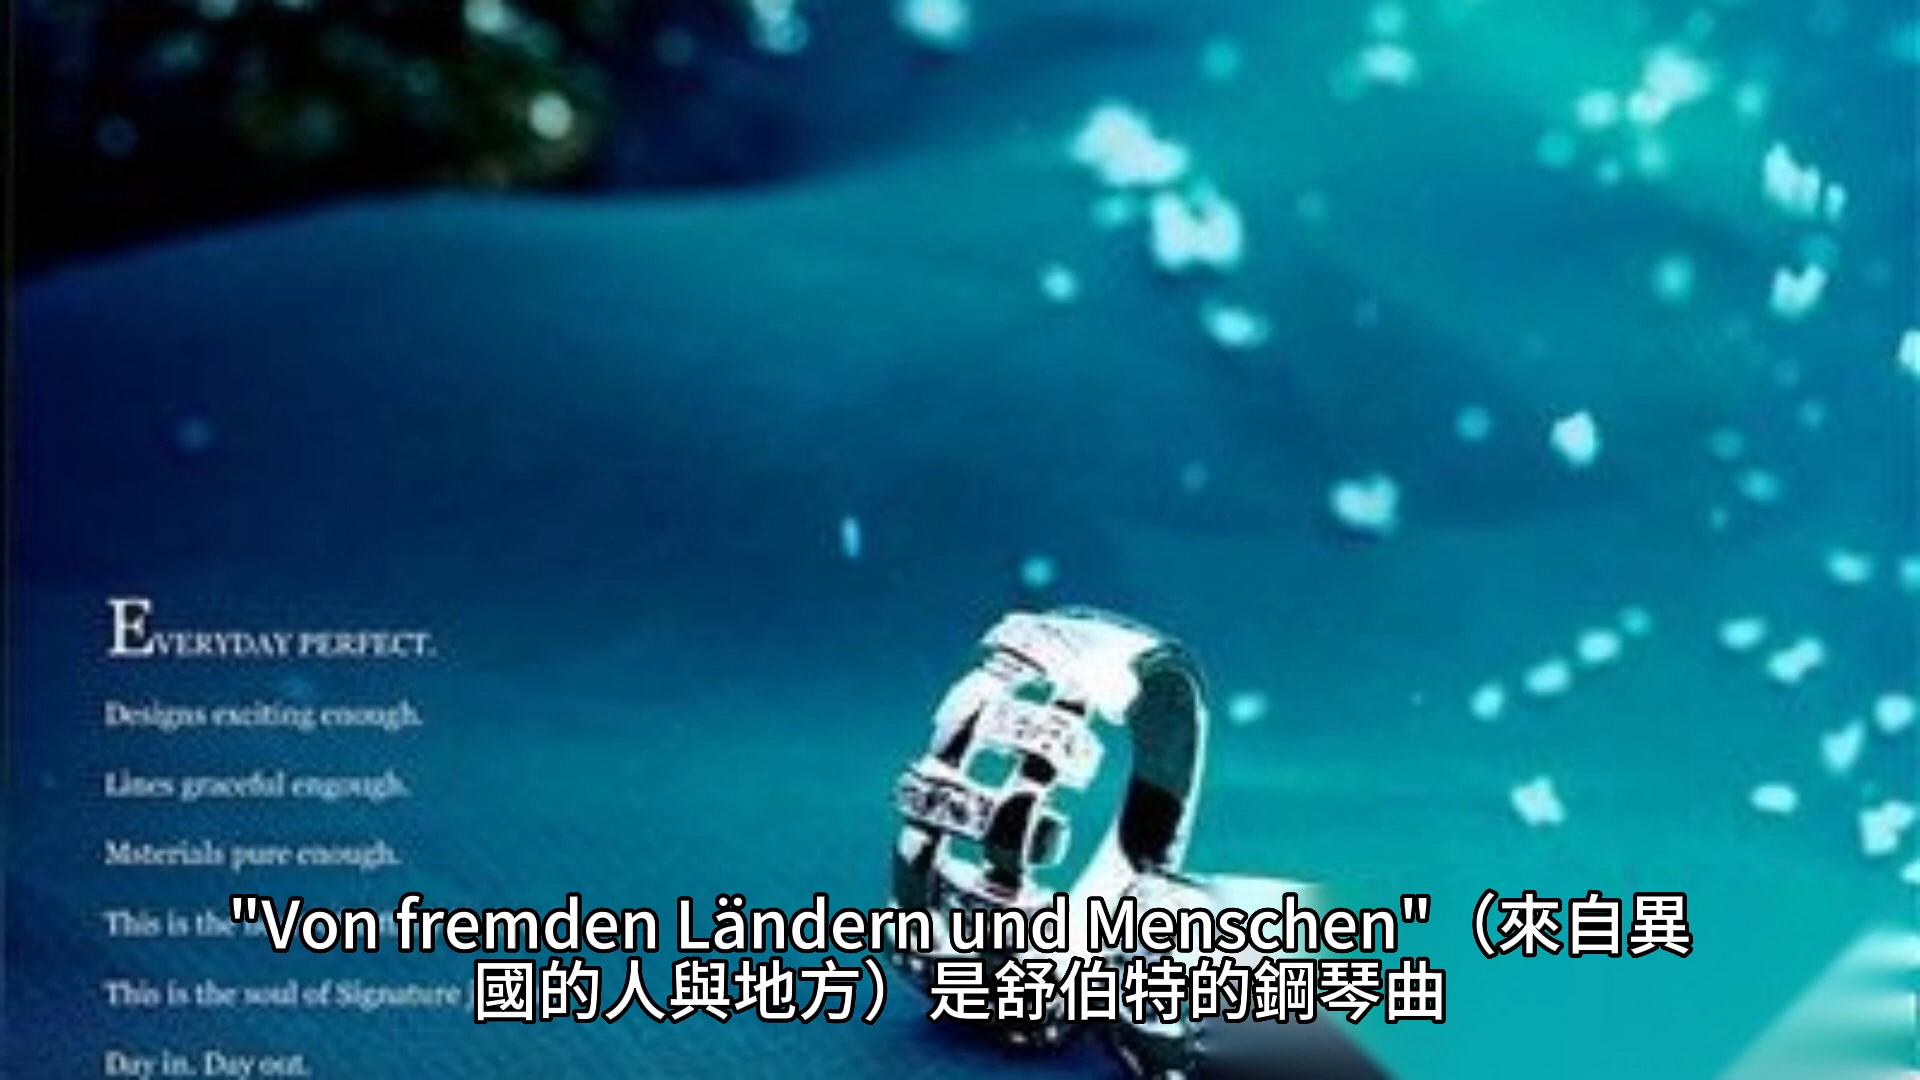 EVERYDAY PERFECT.
Designs exciting enough.
Lines graceful engough.
Materials pure enough.
This is the
This is the soul of Signature
Day in. Day out.
"Von fremden Ländern und Menschen"（來自異
國的人與地方）是舒伯特的鋼琴曲